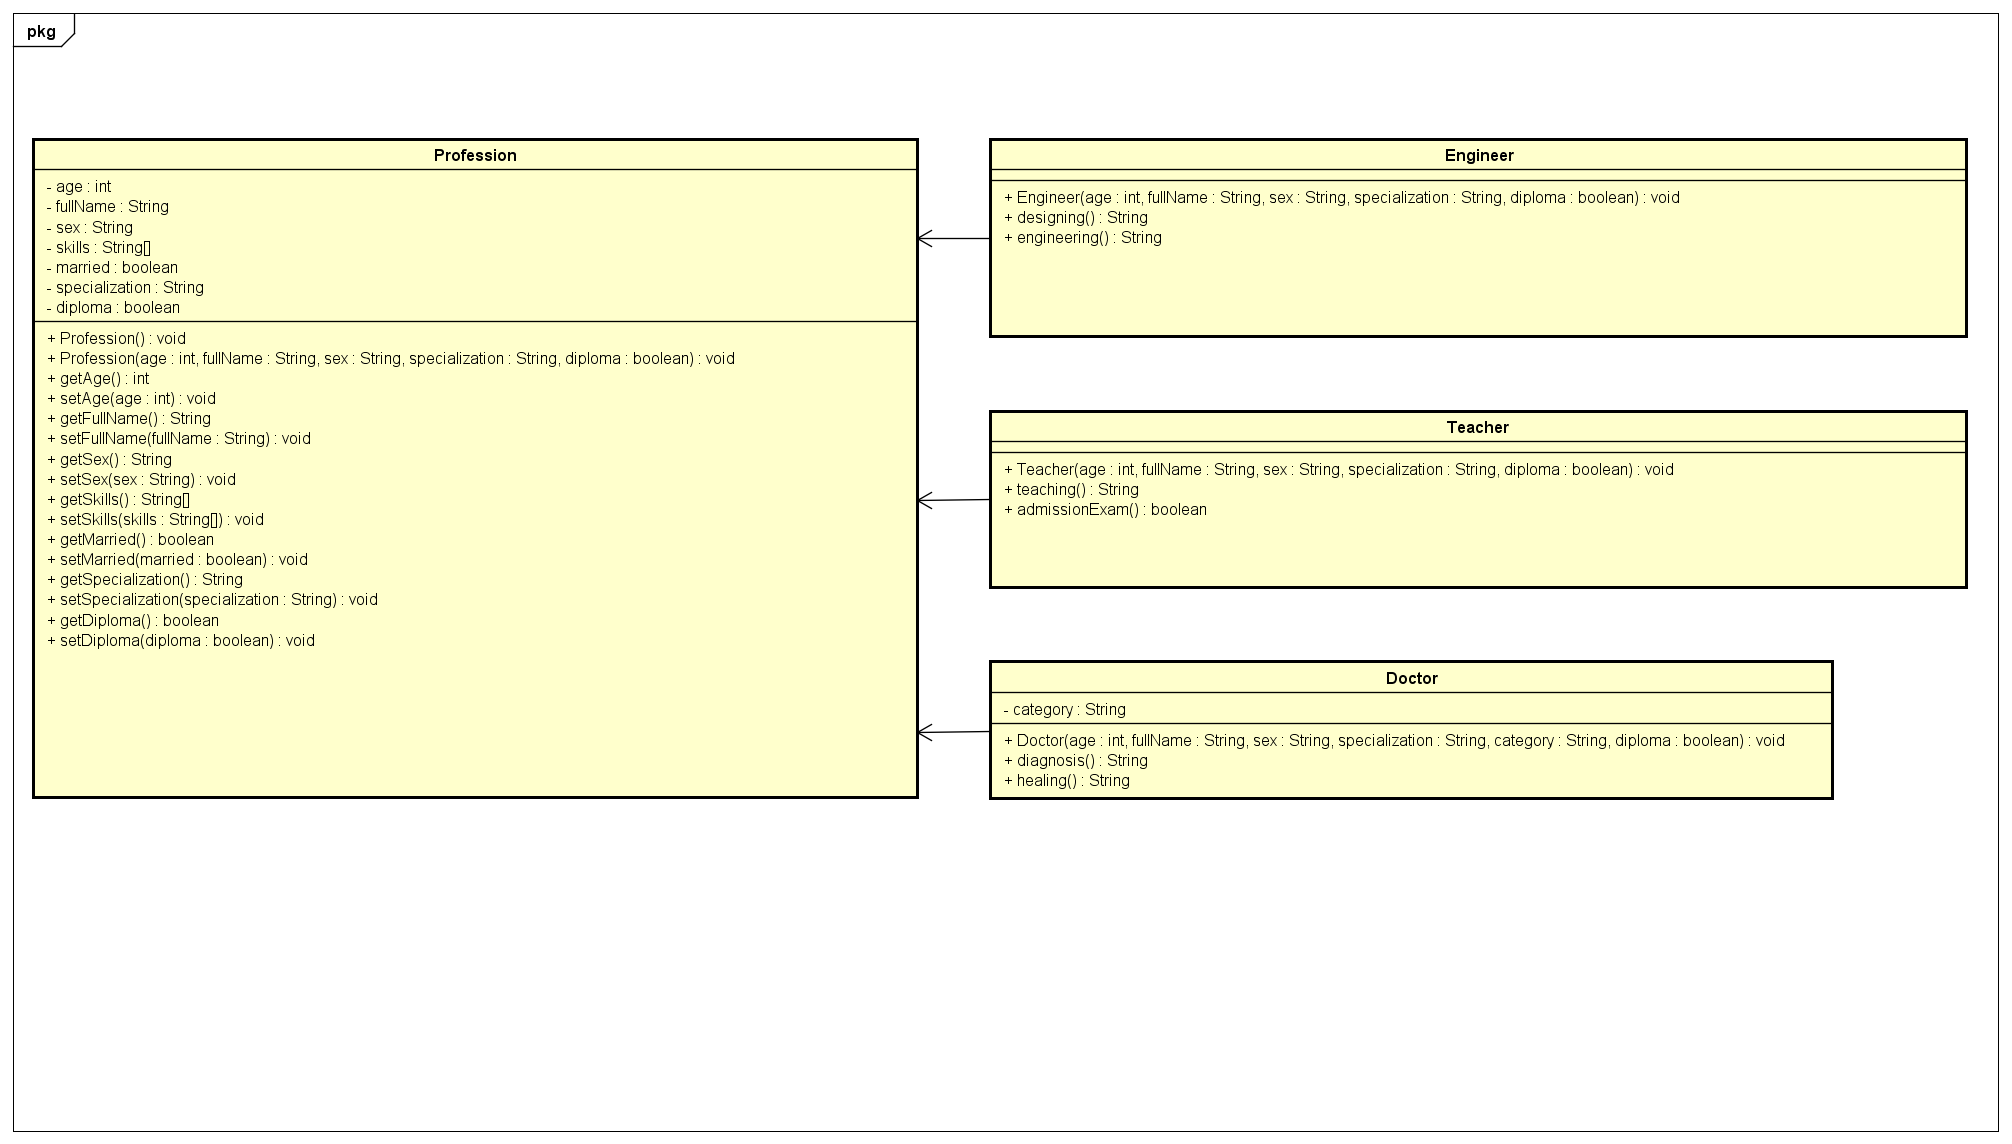 pkg
Profession
- age : int
- fullName : String
- sex : String
- skills : String[]
- married : boolean
- specialization : String
- diploma : boolean
+ Profession() : void
+ Profession(age : int, fullName : String, sex : String, specialization : String, diploma : boolean) : void
+ getAge() : int
+ setAge(age : int) : void
+ getFullName() : String
+ setFullName(fullName : String) : void
+ getSex() : String
+ setSex(sex : String) : void
+ getSkills() : String[]
+ setSkills(skills : String[]) : void
+ getMarried() : boolean
+ setMarried(married : boolean) : void
+ getSpecialization() : String
+ setSpecialization(specialization : String) : void
+ getDiploma() : boolean
+ setDiploma(diploma : boolean) : void
Engineer
+ Engineer(age : int, fullName : String, sex : String, specialization : String, diploma : boolean) : void
+ designing() : String
+ engineering() : String
Teacher
+ Teacher(age : int, fullName : String, sex : String, specialization : String, diploma : boolean) : void
+ teaching() : String
+ admissionExam() : boolean
Doctor
- category : String
+ Doctor(age : int, fullName : String, sex : String, specialization : String, category : String, diploma : boolean) : void
+ diagnosis() : String
+ healing() : String